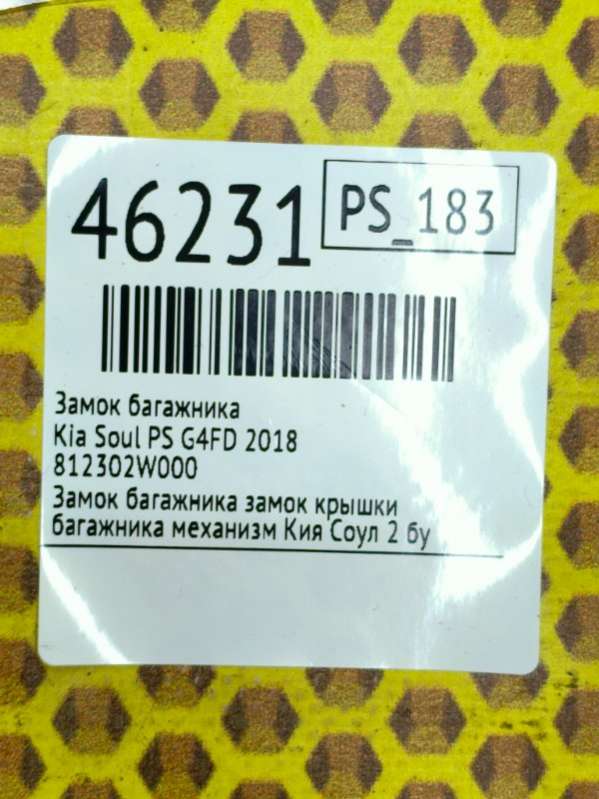 46231
PS_183
Замок багажника
Kia Soul PS G4FD 2018
812302W000
Замок багажника замок крышки
багажника механизм Кия Соул 2 бу